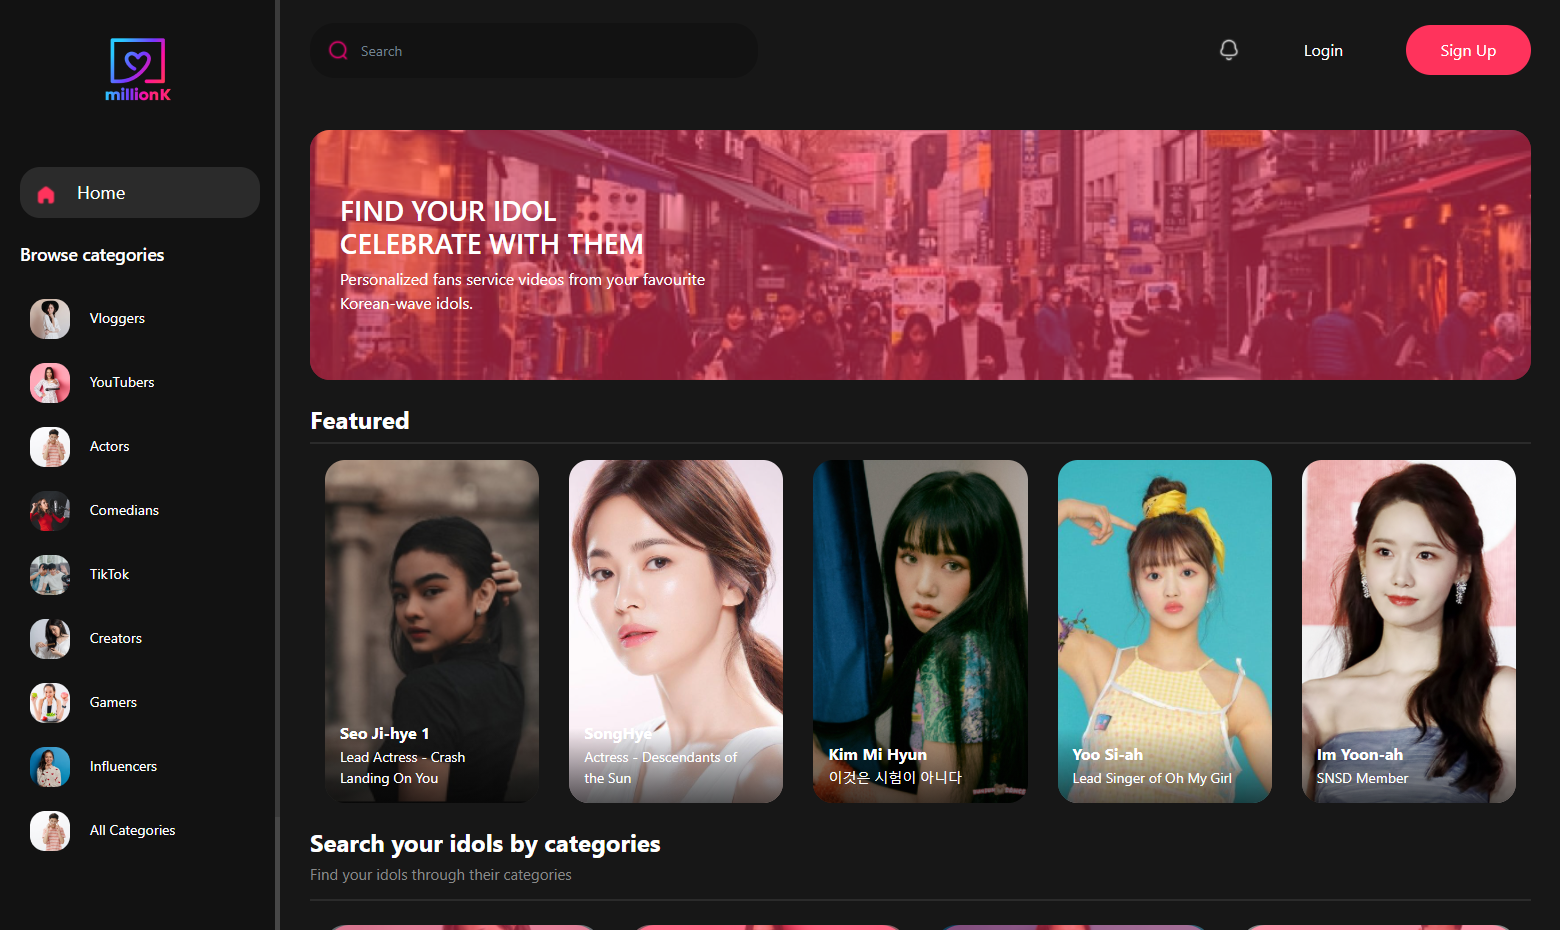 millionK
Search
Login
Sign Up
Home
Browse categories
Vloggers
YouTubers
Actors
Comedians
TikTok
Creators
Gamers
Influencers
All Categories
FIND YOUR IDOL
CELEBRATE WITH THEM
Personalized fans service videos from your favourite
Korean-wave idols.
Featured
Seo Ji-hye 1
Lead Actress - Crash
Landing On You
SongHye
Actress - Descendants of
the Sun
Kim Mi Hyun
이것은 시험이 아니다
Yoo Si-ah
Lead Singer of Oh My Girl
Im Yoon-ah
SNSD Member
Search your idols by categories
Find your idols through their categories